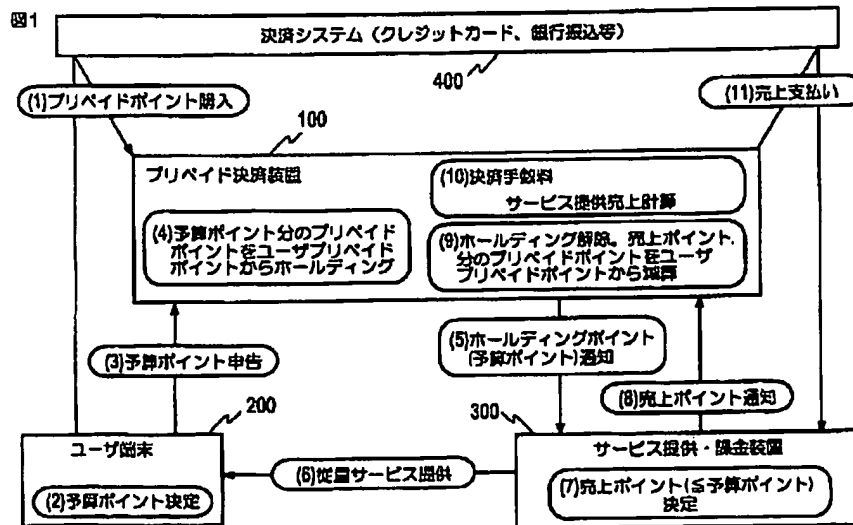 図1
決済システム(クレジットカード、銀行振込等)
400
(1)プリペイドポイント購入
(11)売上支払い
100
プリペイド決済装置
(10)決済手数料
サービス提供売上計算
(4)予算ポイント分のプリペイド
ポイントをユーザプリペイド
ポイントからホールディング
(9)ホールディング解除。売上ポイント
分のプリペイドポイントをユーザ
プリペイドポイントから減算
(3)予算ポイント申告
(5)ホールディングポイント
(予算ポイント)通知
(8)売上ポイント通知
200
300
ユーザ端末
サービス提供・課金装置
(2)予算ポイント決定
(6)従量サービス提供
(7)売上ポイント(≦予算ポイント)
決定